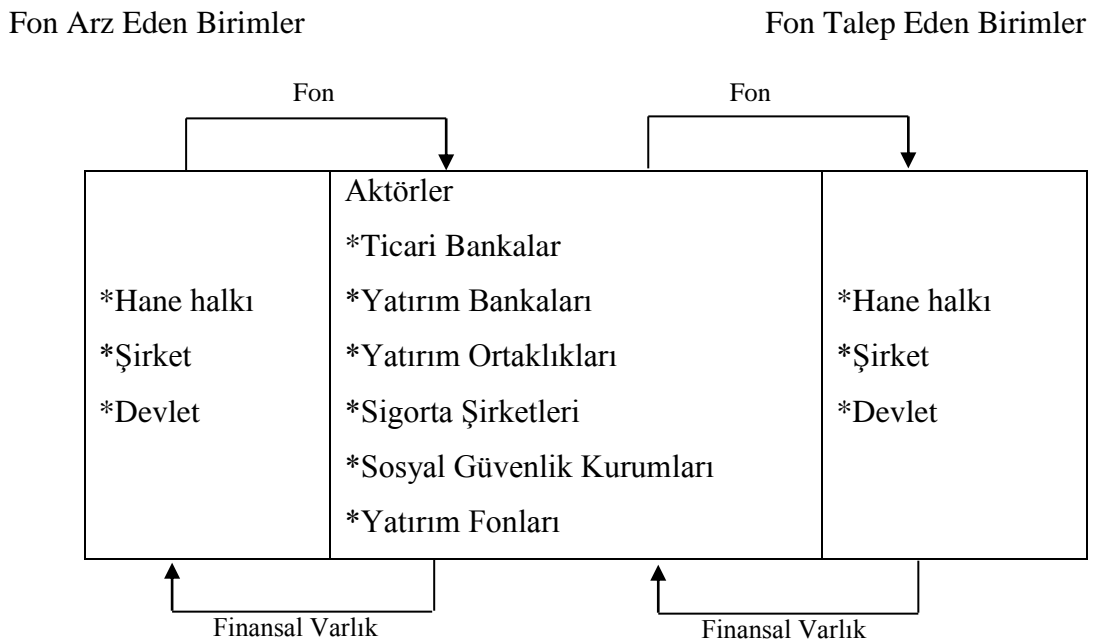 Fon Arz Eden Birimler
Fon Talep Eden Birimler
Fon
Fon
*Hane halkı
*Şirket
*Devlet
Aktörler
*Ticari Bankalar
*Yatırım Bankaları
*Yatırım Ortaklıkları
*Sigorta Şirketleri
*Sosyal Güvenlik Kurumları
*Yatırım Fonları
*Hane halkı
*Şirket
*Devlet
Finansal Varlık
Finansal Varlık